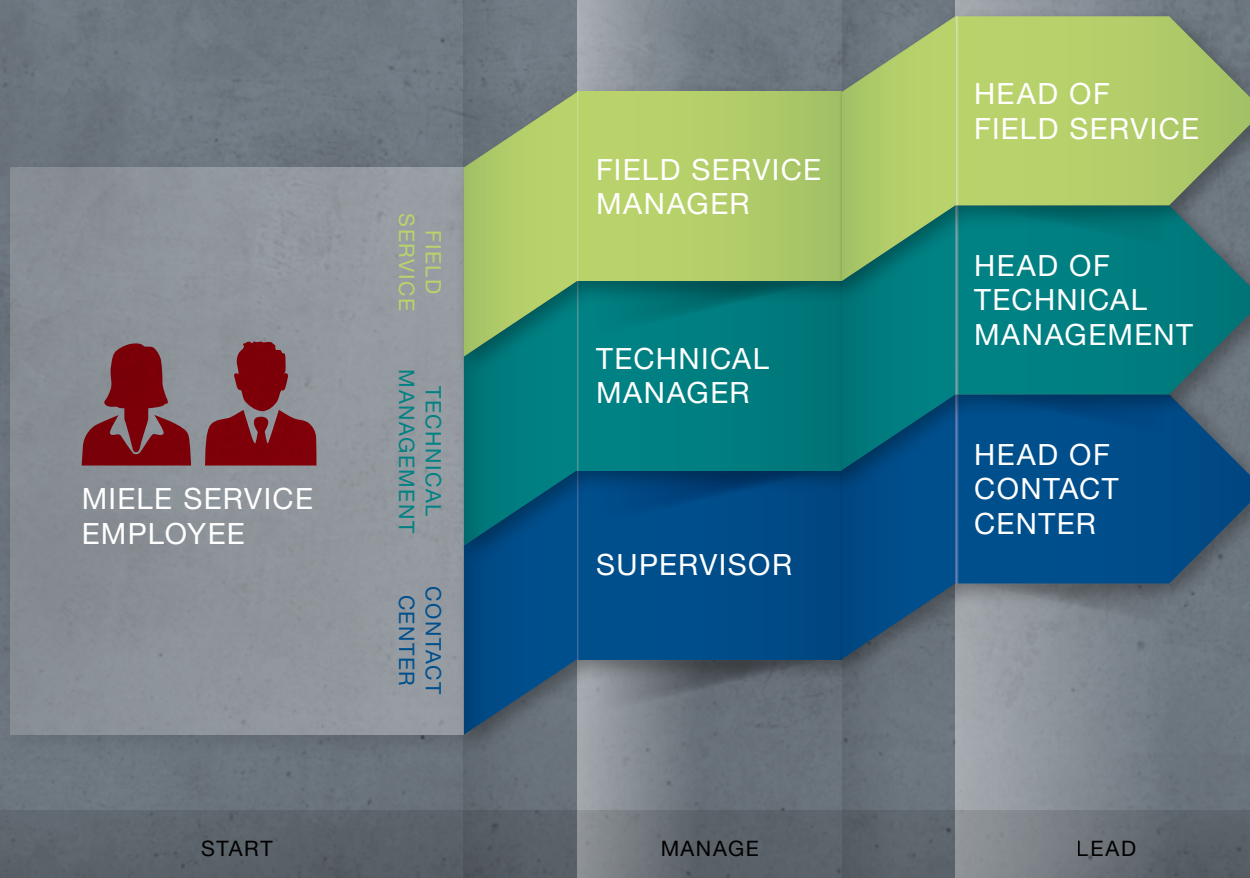 MIELE SERVICE
EMPLOYEE
FIELD
SERVICE
TECHNICAL
MANAGEMENT
CONTACT
CENTER
FIELD SERVICE
MANAGER
TECHNICAL
MANAGER
SUPERVISOR
HEAD OF
FIELD SERVICE
HEAD OF
TECHNICAL
MANAGEMENT
HEAD OF
CONTACT
CENTER
START
MANAGE
LEAD